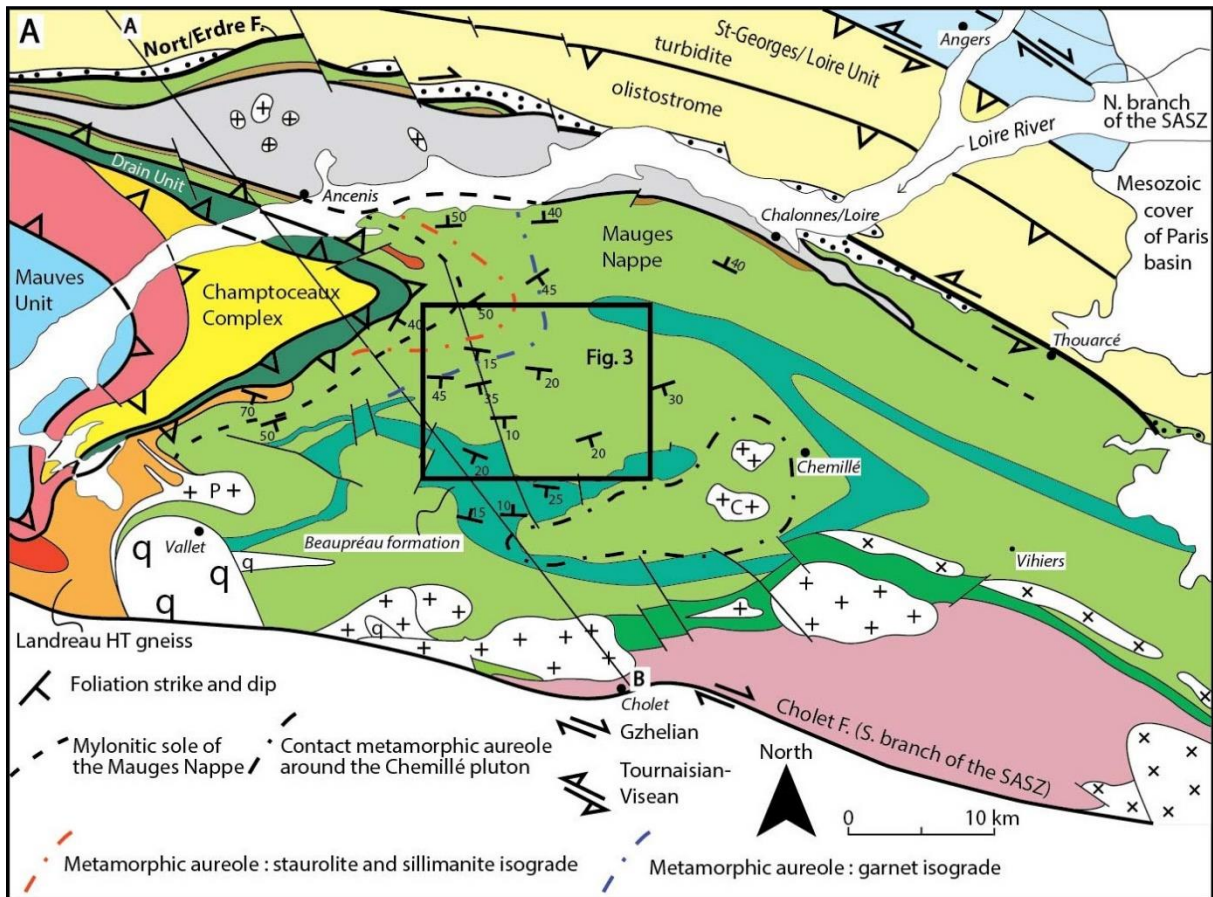 A
A
Nort/Erdre F.
St-Georges/ Loire Unit
turbidite
olistostrome
Angers
N. branch
of the SASZ
Loire River
Mesozoic
cover
of Paris
basin
Drain Unit
Ancenis
50
40
Chalonnes/Loire
Mauges
Nappe
40
45
Mauves
Unit
Champtoceaux
Complex
40
50
Fig. 3
Thouarcé
15
20
45
35
30
70
50
10
20
20
Chemillé
P
C
25
15
10
Vallet
q
q
q
q
Beaupréau formation
Vihiers
q
Landreau HT gneiss
B
Cholet
Cholet F. (S. branch of the SASZ)
Foliation strike and dip
Gzhelian
Mylonitic sole of
the Mauges Nappe
Contact metamorphic aureole
around the Chemillé pluton
Tournaisian-
Visean
North
0 10 km
Metamorphic aureole : staurolite and sillimanite isograde
Metamorphic aureole : garnet isograde